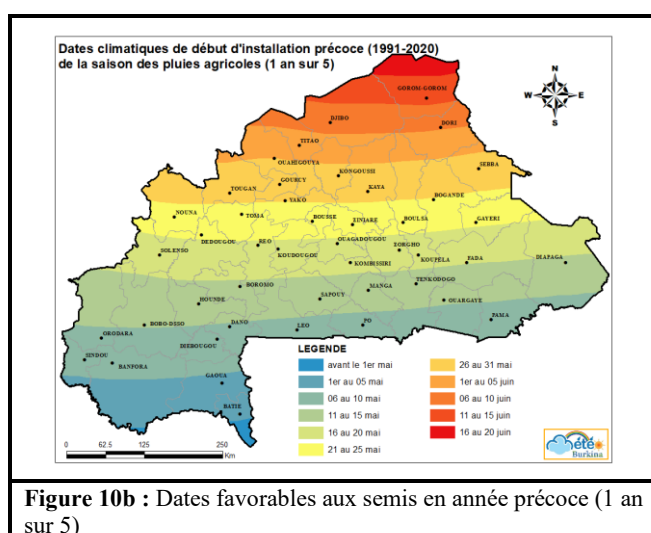 Dates climatiques de début d'installation précoce (1991-2020)
de la saison des pluies agricoles (1 an sur 5)
N
W E
S
GOROM-GOROM
DJIBO
DORI
TITAO
OUAHIGOUYA
KONGOUSSI
SEBBA
GOURCY
TOUGAN
KAYA
YAKO
BOGANDE
NOUNA
TOMA
BOUSSE
ZINIARE
BOULSA
GAYERI
DEDOUGOU
REO
OUAGADOUGOU
ZORGHO
SOLENSO
KOUDOUGOU
KOUPELA
FADA
DIAPAGA
KOMBISSIRI
BOROMO
MANGA
TENKODOGO
HOUNDE
SAPOUY
OUARGAYE
BOBO-DISO
DANO
LEO
PO
PAMA
ORODARA
DIEBOUGOU
SINDOU
BANFORA
GAOUA
BATIE
LEGENDE
avant le 1er mai
1er au 05 mai
06 au 10 mai
11 au 15 mai
16 au 20 mai
21 au 25 mai
26 au 31 mai
1er au 05 juin
06 au 10 juin
11 au 15 juin
16 au 20 juin
0 62.5 125 250
Km
météo
Burkina
Figure 10b : Dates favorables aux semis en année précoce (1 an
sur 5)